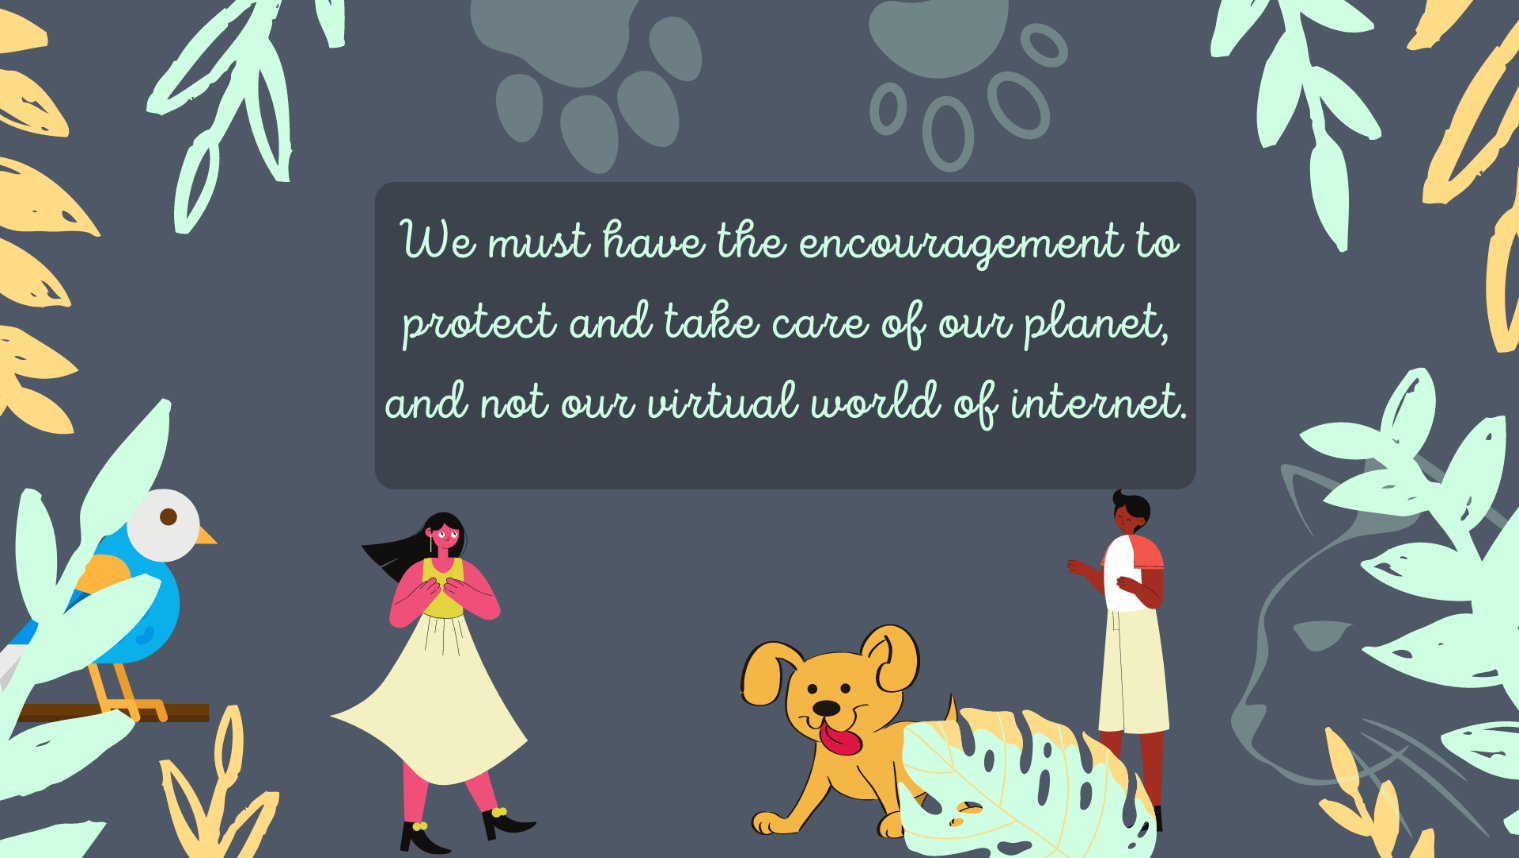 We must have the encouragement to
protect and take care of our planet,
and not our virtual world of internet.